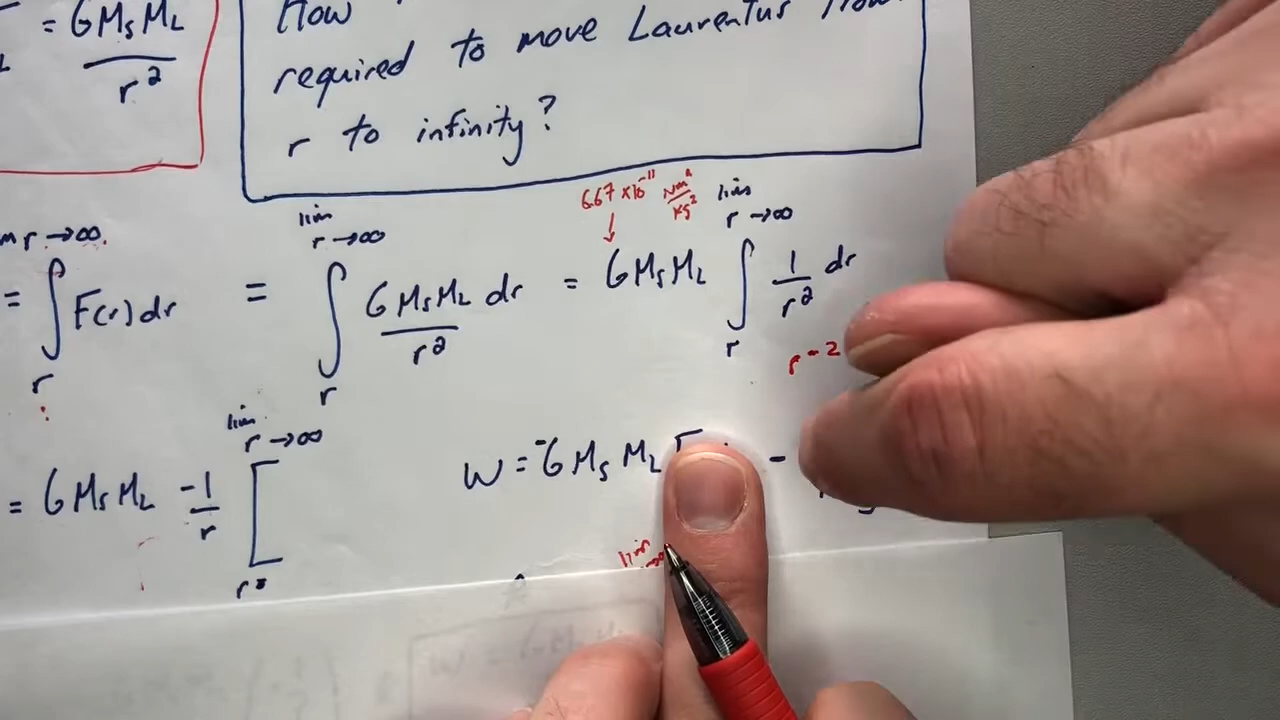 = GMsML
r²
How
required to move Laurentus from
r to infinity?
6.67 × 10⁻¹¹ Nm²
kg²
r → ∞
lim
r → ∞
lim
r → ∞
= ∫ F(r) dr = ∫ GMsML dr = GMsML ∫ 1 dr
r²
r²
r
r
r
r⁻²
lim
r → ∞
= GMsML -1 [
r
r
W = -GMsML [ -
lim